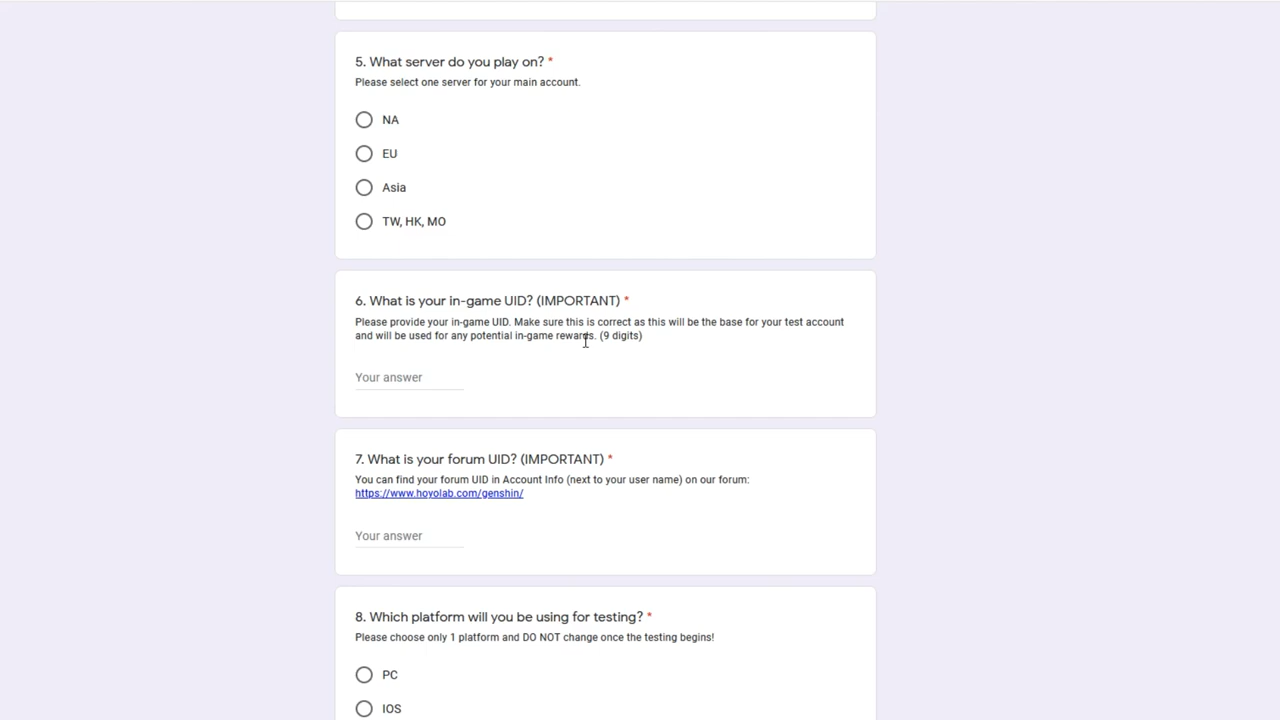 5. What server do you play on? *
Please select one server for your main account.
NA
EU
Asia
TW, HK, MO
6. What is your in-game UID? (IMPORTANT) *
Please provide your in-game UID. Make sure this is correct as this will be the base for your test account
and will be used for any potential in-game rewards. (9 digits)
Your answer
7. What is your forum UID? (IMPORTANT) *
You can find your forum UID in Account Info (next to your user name) on our forum:
https://www.hoyolab.com/genshin/
Your answer
8. Which platform will you be using for testing? *
Please choose only 1 platform and DO NOT change once the testing begins!
PC
IOS